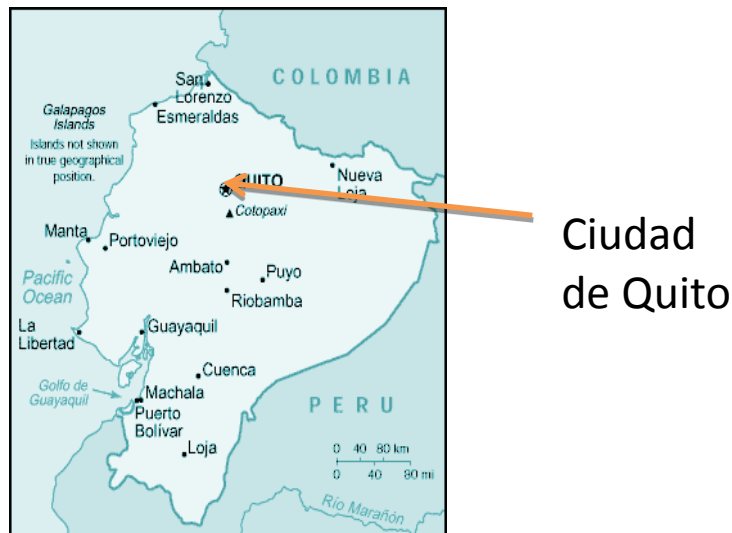 COLOMBIA
San
Lorenzo
Esmeraldas
Galapagos
Islands
Islands not shown
in true geographical
position.
QUITO
Nueva
Loja
Cotopaxi
Manta
Portoviejo
Ambato
Puyo
Pacific
Ocean
Riobamba
La
Libertad
Guayaquil
Cuenca
Golfo de
Guayaquil
Machala
Puerto
Bolívar
PERU
Loja
0 40 80 km
0 40 80 mi
Río Marañón
Ciudad
de Quito